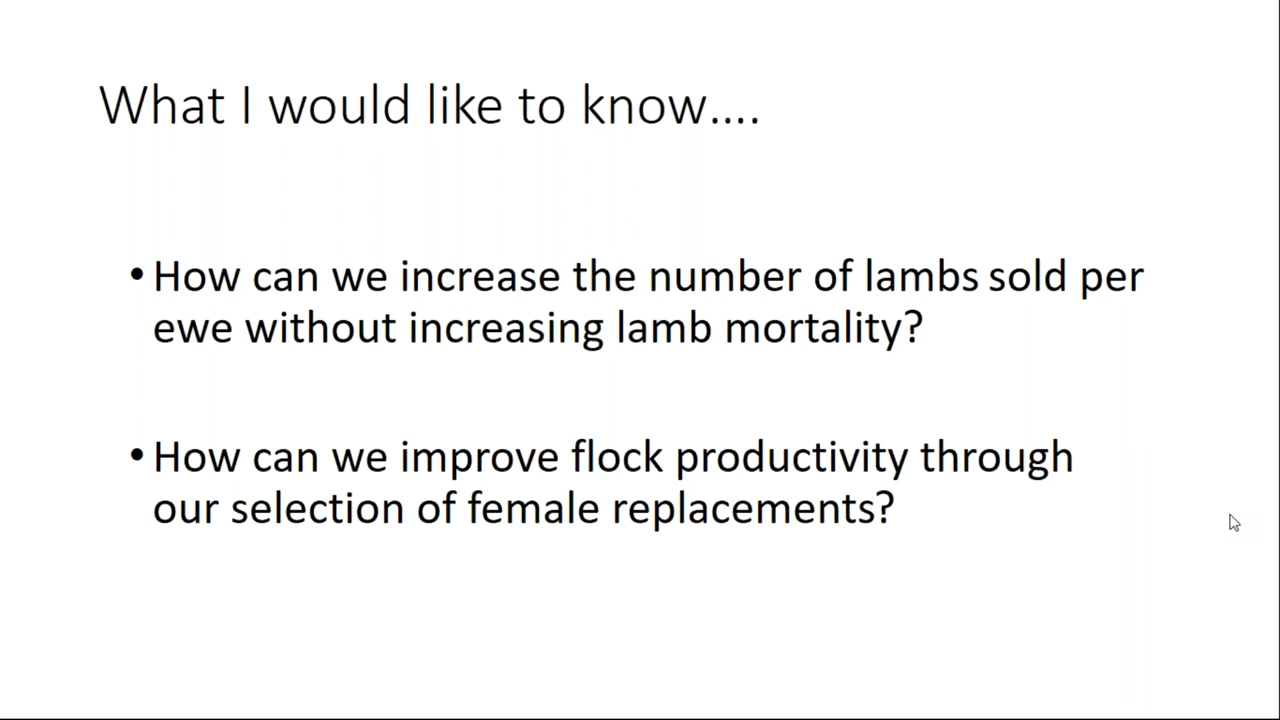 What I would like to know....
• How can we increase the number of lambs sold per
ewe without increasing lamb mortality?
• How can we improve flock productivity through
our selection of female replacements?